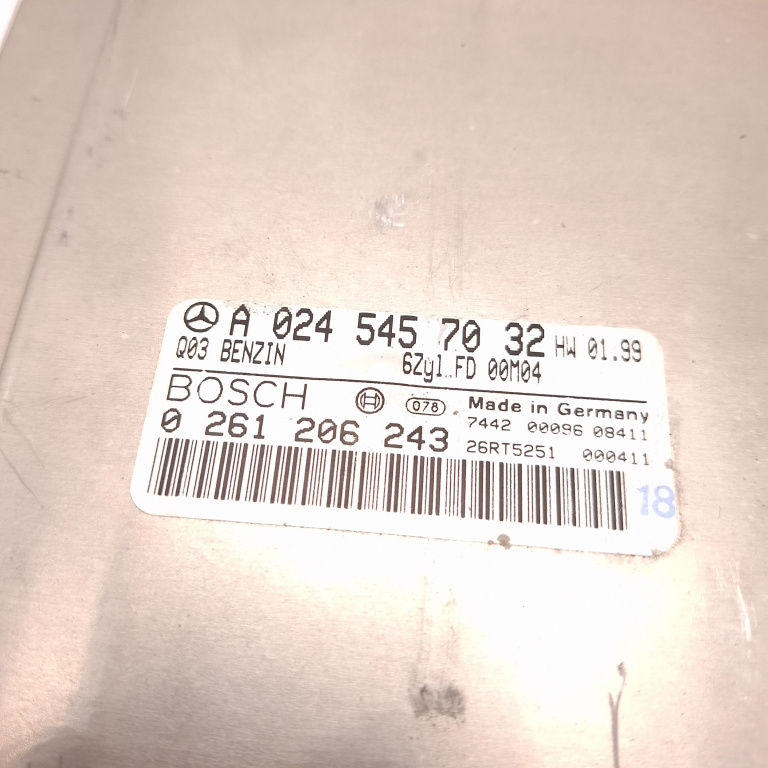 A 024 545 70 32 HW 01.99
Q03 BENZIN 6Zyl. FD 00M04
BOSCH 078 Made in Germany
7442 00096 08411
0 261 206 243
26RT5251 000411
18